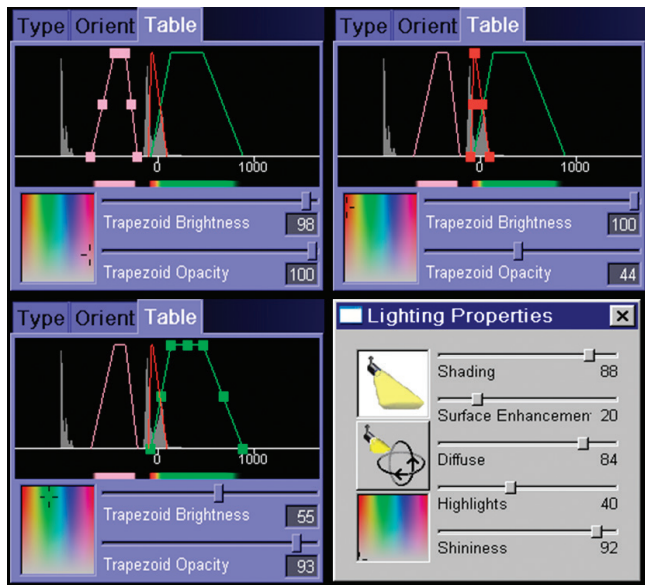 Type Orient Table
0 1000
Trapezoid Brightness
98
Trapezoid Opacity
100
Type Orient Table
0 1000
Trapezoid Brightness
100
Trapezoid Opacity
44
Type Orient Table
0 1000
Trapezoid Brightness
55
Trapezoid Opacity
93
Lighting Properties
Shading 88
Surface Enhancemen 20
Diffuse 84
Highlights 40
Shininess 92